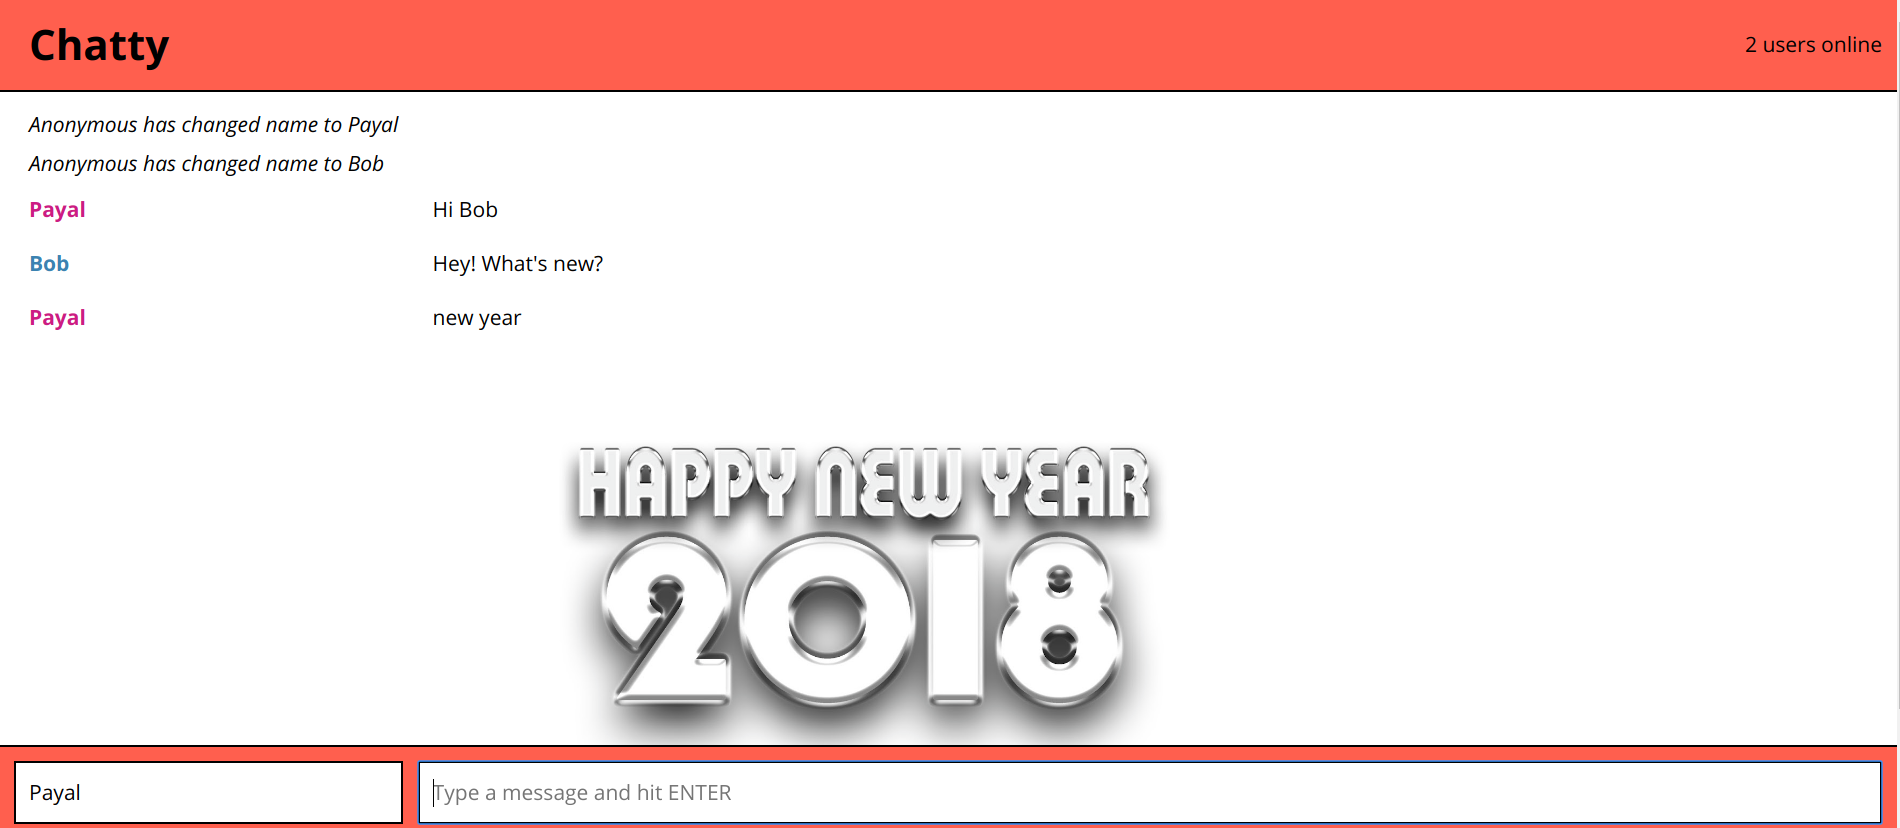 Chatty
2 users online
Anonymous has changed name to Payal
Anonymous has changed name to Bob
Payal Hi Bob
Bob Hey! What's new?
Payal new year
HAPPY NEW YEAR
2018
Payal
Type a message and hit ENTER